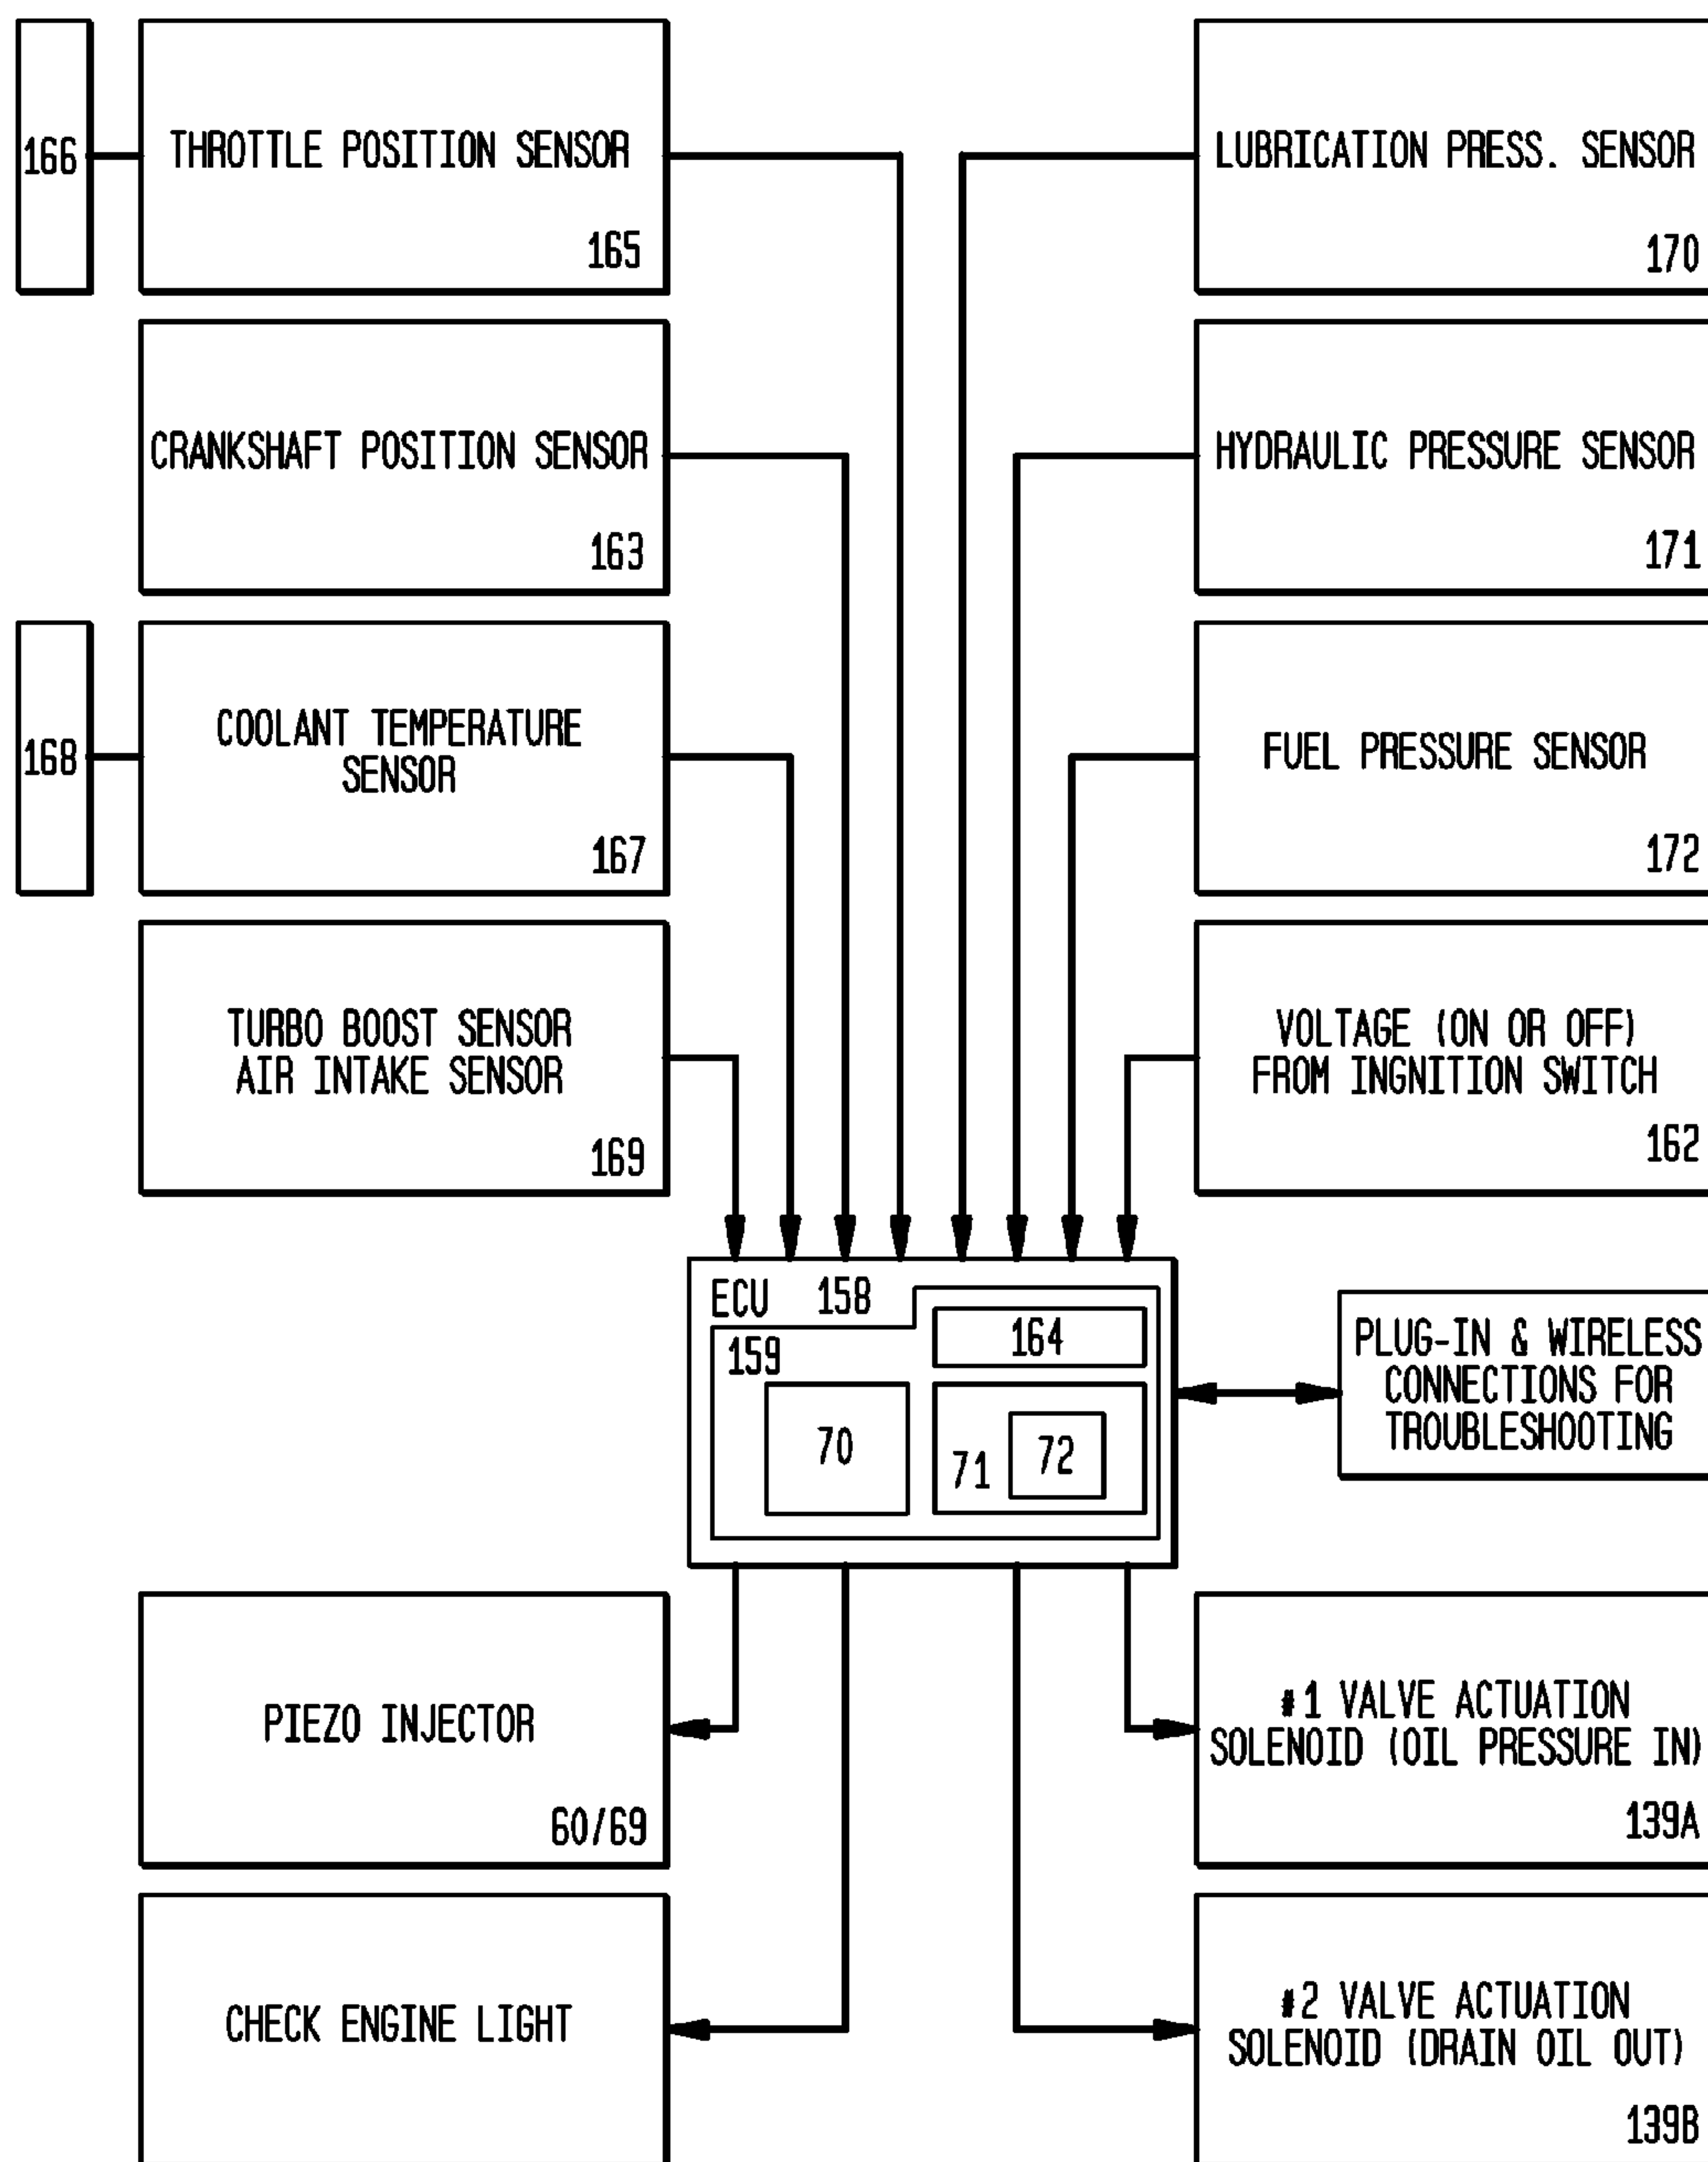 166
THROTTLE POSITION SENSOR
165
CRANKSHAFT POSITION SENSOR
163
168
COOLANT TEMPERATURE
SENSOR
167
TURBO BOOST SENSOR
AIR INTAKE SENSOR
169
LUBRICATION PRESS. SENSOR
170
HYDRAULIC PRESSURE SENSOR
171
FUEL PRESSURE SENSOR
172
VOLTAGE (ON OR OFF)
FROM INGNITION SWITCH
162
ECU 158
159
164
70
71
72
PLUG-IN & WIRELESS
CONNECTIONS FOR
TROUBLESHOOTING
PIEZO INJECTOR
60/69
CHECK ENGINE LIGHT
#1 VALVE ACTUATION
SOLENOID (OIL PRESSURE IN)
139A
#2 VALVE ACTUATION
SOLENOID (DRAIN OIL OUT)
139B